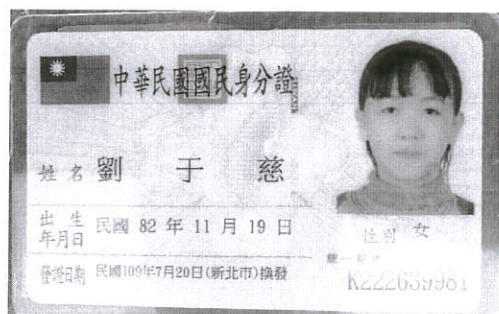 中華民國國民身分證
姓名 劉于慈
出生年月日 民國 82 年 11 月 19 日
性別 女
發證日期 民國109年7月20日(新北市)換發
K222639981